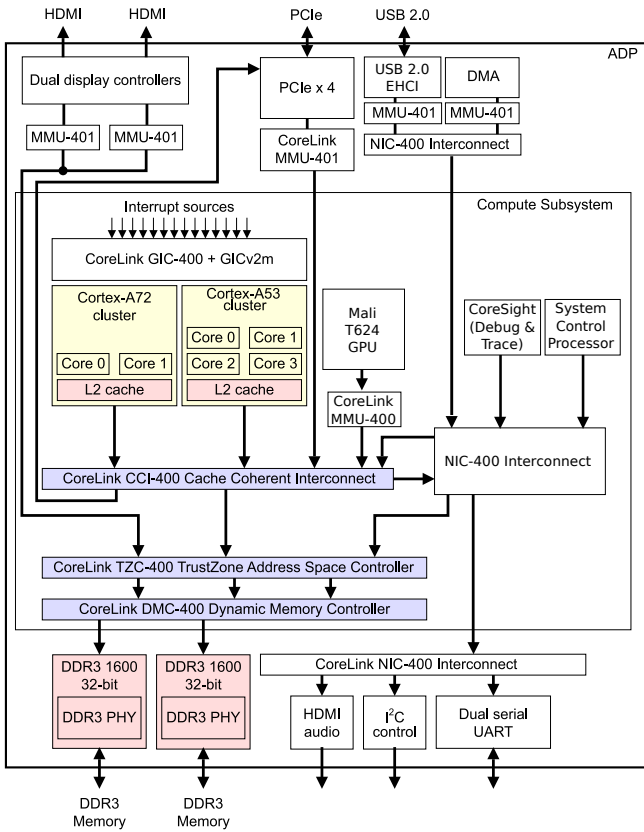 HDMI
HDMI
PCIe
USB 2.0
ADP
Dual display controllers
MMU-401
MMU-401
PCIe x 4
CoreLink
MMU-401
USB 2.0
EHCI
MMU-401
DMA
MMU-401
NIC-400 Interconnect
Compute Subsystem
Interrupt sources
CoreLink GIC-400 + GICv2m
Cortex-A72
cluster
Core 0
Core 1
L2 cache
Cortex-A53
cluster
Core 0
Core 1
Core 2
Core 3
L2 cache
Mali
T624
GPU
CoreLink
MMU-400
CoreSight
(Debug &
Trace)
System
Control
Processor
NIC-400 Interconnect
CoreLink CCI-400 Cache Coherent Interconnect
CoreLink TZC-400 TrustZone Address Space Controller
CoreLink DMC-400 Dynamic Memory Controller
DDR3 1600
32-bit
DDR3 PHY
DDR3 1600
32-bit
DDR3 PHY
CoreLink NIC-400 Interconnect
HDMI
audio
I²C
control
Dual serial
UART
DDR3
Memory
DDR3
Memory